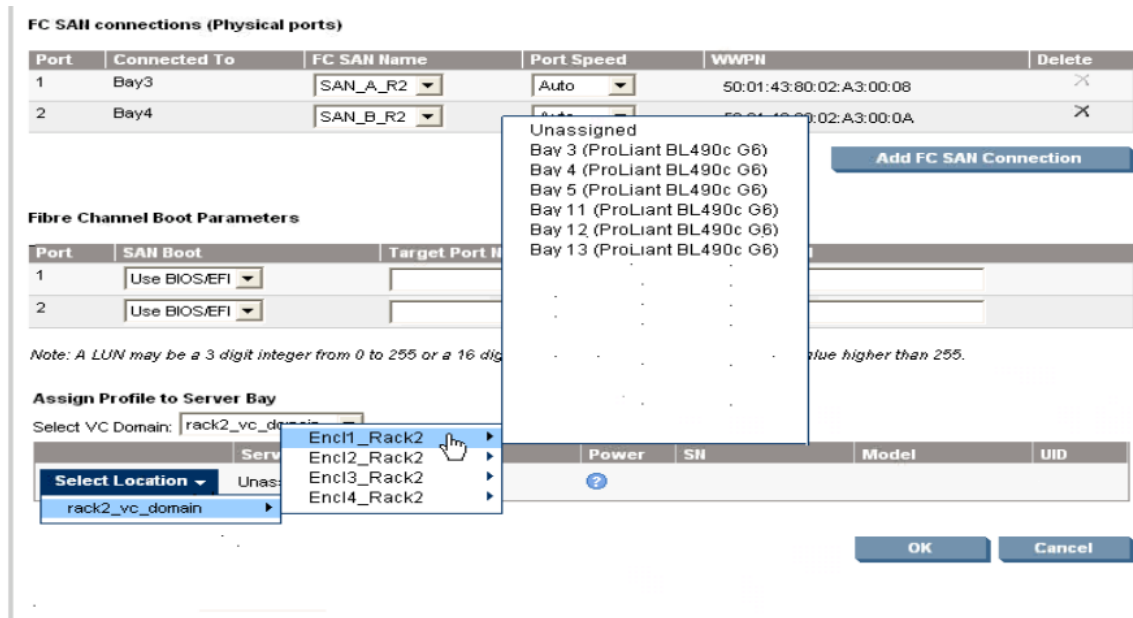 FC SAN connections (Physical ports)
Port Connected To FC SAN Name Port Speed WWPN Delete
1 Bay3 SAN_A_R2 Auto 50:01:43:80:02:A3:00:08
2 Bay4 SAN_B_R2 02:A3:00:0A
Unassigned
Bay 3 (ProLiant BL490c G6)
Bay 4 (ProLiant BL490c G6)
Bay 5 (ProLiant BL490c G6)
Bay 11 (ProLiant BL490c G6)
Bay 12 (ProLiant BL490c G6)
Bay 13 (ProLiant BL490c G6)
Add FC SAN Connection
Fibre Channel Boot Parameters
Port SAN Boot Target Port N
1 Use BIOS/EFI
2 Use BIOS/EFI
Note: A LUN may be a 3 digit integer from 0 to 255 or a 16 dig lue higher than 255.
Assign Profile to Server Bay
Select VC Domain: rack2_vc_domain
Serv Power SN Model UID
Select Location Unas ?
rack2_vc_domain
Encl1_Rack2
Encl2_Rack2
Encl3_Rack2
Encl4_Rack2
OK Cancel